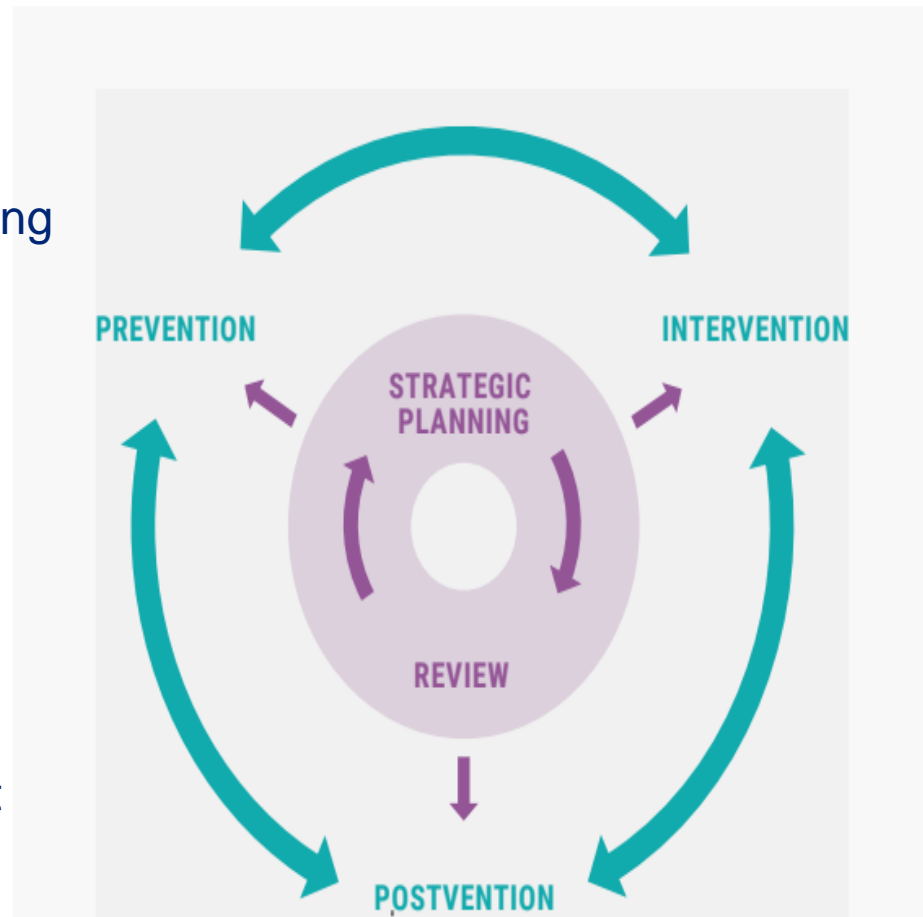 ng
PREVENTION
INTERVENTION
STRATEGIC
PLANNING
REVIEW
t
POSTVENTION